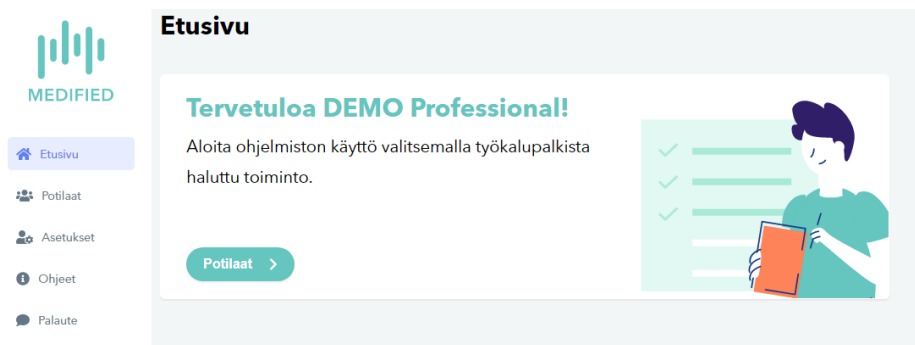 MEDIFIED
Etusivu
Potilaat
Asetukset
Ohjeet
Palaute
Etusivu
Tervetuloa DEMO Professional!
Aloita ohjelmiston käyttö valitsemalla työkalupalkista
haluttu toiminto.
Potilaat